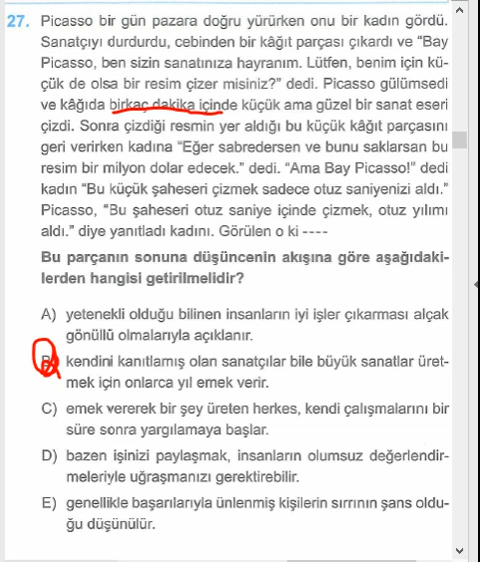 27. Picasso bir gün pazara doğru yürürken onu bir kadın gördü.
Sanatçıyı durdurdu, cebinden bir kâğıt parçası çıkardı ve “Bay
Picasso, ben sizin sanatınıza hayranım. Lütfen, benim için kü-
çük de olsa bir resim çizer misiniz?” dedi. Picasso gülümsedi
ve kâğıda birkaç dakika içinde küçük ama güzel bir sanat eseri
çizdi. Sonra çizdiği resmin yer aldığı bu küçük kâğıt parçasını
geri verirken kadına “Eğer sabredersen ve bunu saklarsan bu
resim bir milyon dolar edecek.” dedi. “Ama Bay Picasso!” dedi
kadın “Bu küçük şaheseri çizmek sadece otuz saniyenizi aldı.”
Picasso, “Bu şaheseri otuz saniye içinde çizmek, otuz yılımı
aldı.” diye yanıtladı kadını. Görülen o ki ----
Bu parçanın sonuna düşüncenin akışına göre aşağıdaki-
lerden hangisi getirilmelidir?
A) yetenekli olduğu bilinen insanların iyi işler çıkarması alçak
gönüllü olmalarıyla açıklanır.
B) kendini kanıtlamış olan sanatçılar bile büyük sanatlar üret-
mek için onlarca yıl emek verir.
C) emek vererek bir şey üreten herkes, kendi çalışmalarını bir
süre sonra yargılamaya başlar.
D) bazen işinizi paylaşmak, insanların olumsuz değerlendir-
meleriyle uğraşmanızı gerektirebilir.
E) genellikle başarılarıyla ünlenmiş kişilerin sırrının şans oldu-
ğu düşünülür.